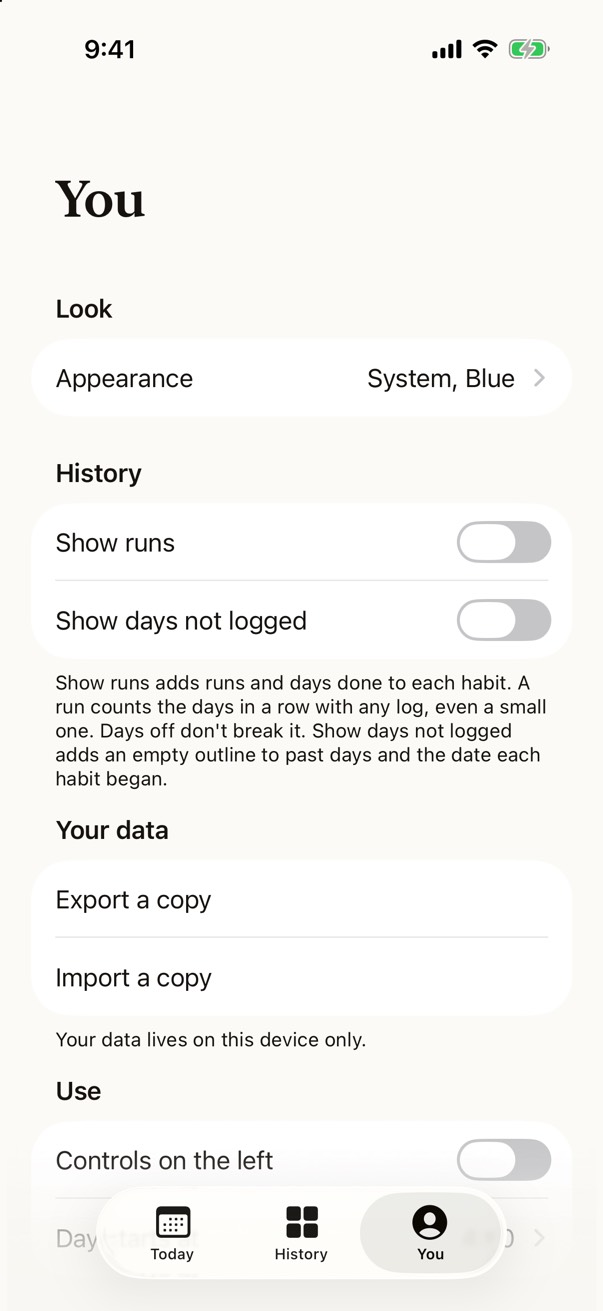 9:41
You
Look
Appearance System, Blue
History
Show runs
Show days not logged
Show runs adds runs and days done to each habit. A
run counts the days in a row with any log, even a small
one. Days off don't break it. Show days not logged
adds an empty outline to past days and the date each
habit began.
Your data
Export a copy
Import a copy
Your data lives on this device only.
Use
Controls on the left
Day
Today History You